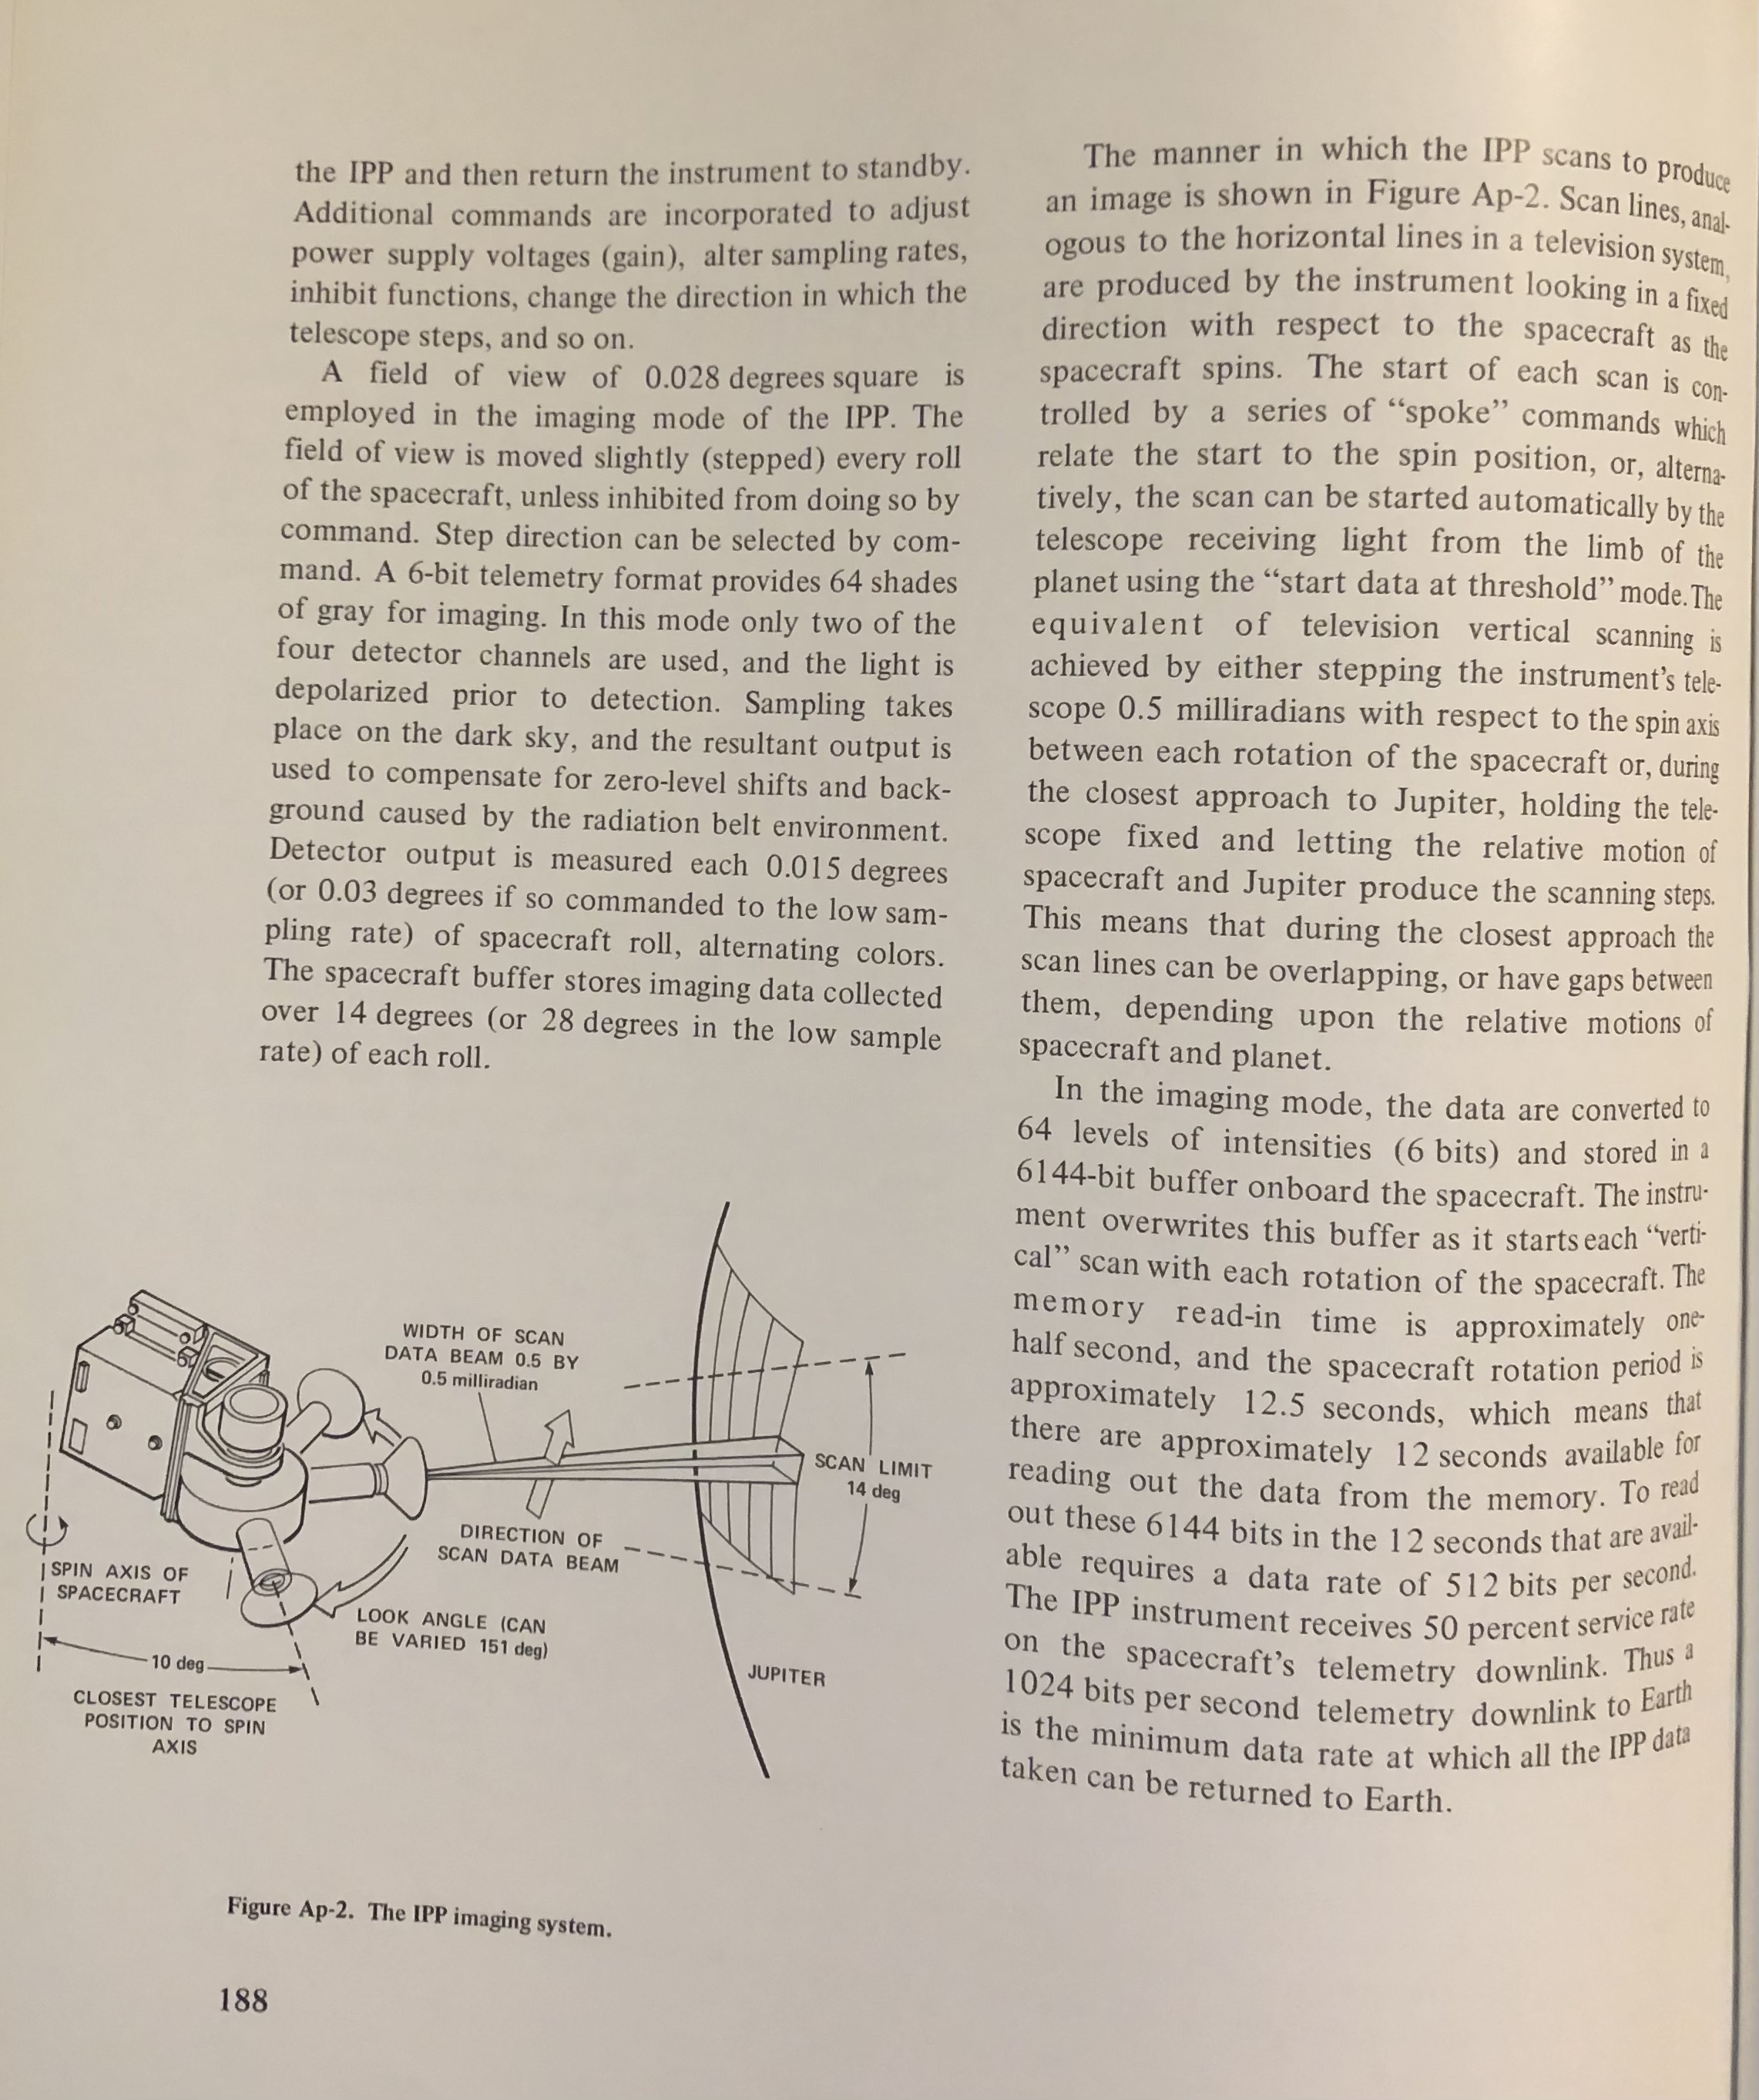 the IPP and then return the instrument to standby.
Additional commands are incorporated to adjust
power supply voltages (gain), alter sampling rates,
inhibit functions, change the direction in which the
telescope steps, and so on.
A field of view of 0.028 degrees square is
employed in the imaging mode of the IPP. The
field of view is moved slightly (stepped) every roll
of the spacecraft, unless inhibited from doing so by
command. Step direction can be selected by com-
mand. A 6-bit telemetry format provides 64 shades
of gray for imaging. In this mode only two of the
four detector channels are used, and the light is
depolarized prior to detection. Sampling takes
place on the dark sky, and the resultant output is
used to compensate for zero-level shifts and back-
ground caused by the radiation belt environment.
Detector output is measured each 0.015 degrees
(or 0.03 degrees if so commanded to the low sam-
pling rate) of spacecraft roll, alternating colors.
The spacecraft buffer stores imaging data collected
over 14 degrees (or 28 degrees in the low sample
rate) of each roll.
WIDTH OF SCAN
DATA BEAM 0.5 BY
0.5 milliradian
SCAN LIMIT
14 deg
DIRECTION OF
SCAN DATA BEAM
SPIN AXIS OF
SPACECRAFT
LOOK ANGLE (CAN
BE VARIED 151 deg)
10 deg
JUPITER
CLOSEST TELESCOPE
POSITION TO SPIN
AXIS
Figure Ap-2. The IPP imaging system.
188
The manner in which the IPP scans to produce
an image is shown in Figure Ap-2. Scan lines, anal-
ogous to the horizontal lines in a television system,
are produced by the instrument looking in a fixed
direction with respect to the spacecraft as the
spacecraft spins. The start of each scan is con-
trolled by a series of “spoke” commands which
relate the start to the spin position, or, alterna-
tively, the scan can be started automatically by the
telescope receiving light from the limb of the
planet using the “start data at threshold” mode. The
equivalent of television vertical scanning is
achieved by either stepping the instrument's tele-
scope 0.5 milliradians with respect to the spin axis
between each rotation of the spacecraft or, during
the closest approach to Jupiter, holding the tele-
scope fixed and letting the relative motion of
spacecraft and Jupiter produce the scanning steps.
This means that during the closest approach the
scan lines can be overlapping, or have gaps between
them, depending upon the relative motions of
spacecraft and planet.
In the imaging mode, the data are converted to
64 levels of intensities (6 bits) and stored in a
6144-bit buffer onboard the spacecraft. The instru-
ment overwrites this buffer as it starts each “verti-
cal” scan with each rotation of the spacecraft. The
memory read-in time is approximately one-
half second, and the spacecraft rotation period is
approximately 12.5 seconds, which means that
there are approximately 12 seconds available for
reading out the data from the memory. To read
out these 6144 bits in the 12 seconds that are avail-
able requires a data rate of 512 bits per second.
The IPP instrument receives 50 percent service rate
on the spacecraft's telemetry downlink. Thus a
1024 bits per second telemetry downlink to Earth
is the minimum data rate at which all the IPP data
taken can be returned to Earth.